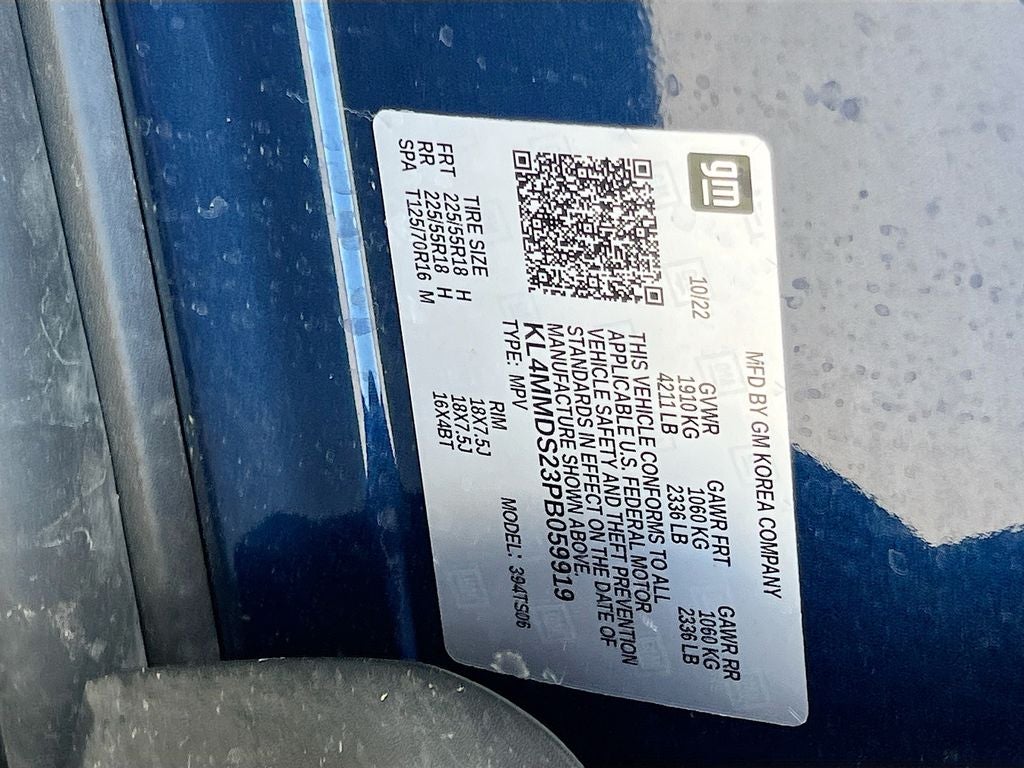 gm
MFD BY GM KOREA COMPANY
10/22
GVWR GAWR FRT GAWR RR
1910 KG 1060 KG 1060 KG
4211 LB 2336 LB 2336 LB
THIS VEHICLE CONFORMS TO ALL
APPLICABLE U.S. FEDERAL MOTOR
VEHICLE SAFETY AND THEFT PREVENTION
STANDARDS IN EFFECT ON THE DATE OF
MANUFACTURE SHOWN ABOVE.
KL4MMDS23PB059919
TYPE: MPV MODEL: 394TS06
TIRE SIZE RIM
FRT 225/55R18 H 18X7.5J
RR 225/55R18 H 18X7.5J
SPA T125/70R16 M 16X4BT